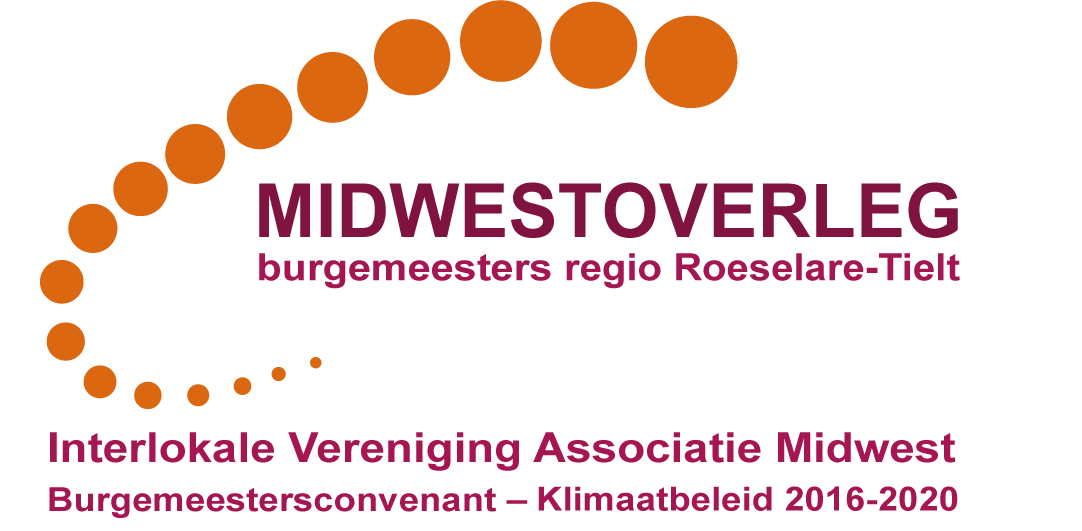 MIDWESTOVERLEG
burgemeesters regio Roeselare-Tielt
Interlokale Vereniging Associatie Midwest
Burgemeestersconvenant – Klimaatbeleid 2016-2020